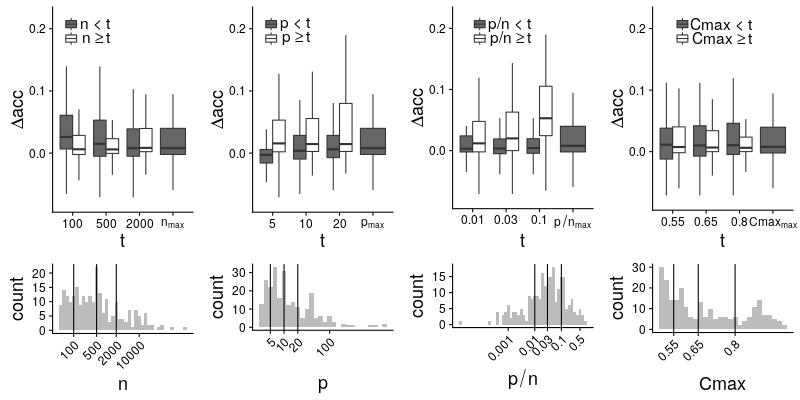 0.2
0.1
0.0
Δacc
n < t
n ≥ t
100 500 2000 nmax
t
0.2
0.1
0.0
Δacc
p < t
p ≥ t
5 10 20 pmax
t
0.2
0.1
0.0
Δacc
p/n < t
p/n ≥ t
0.01 0.03 0.1 p/nmax
t
0.2
0.1
0.0
Δacc
Cmax < t
Cmax ≥ t
0.55 0.65 0.8 Cmaxmax
t
20
15
10
5
0
count
100 500 2000 10000
n
30
20
10
0
count
5 10 20 100
p
15
10
5
0
count
0.001 0.01 0.03 0.1 0.5
p/n
30
20
10
0
count
0.55 0.65 0.8
Cmax